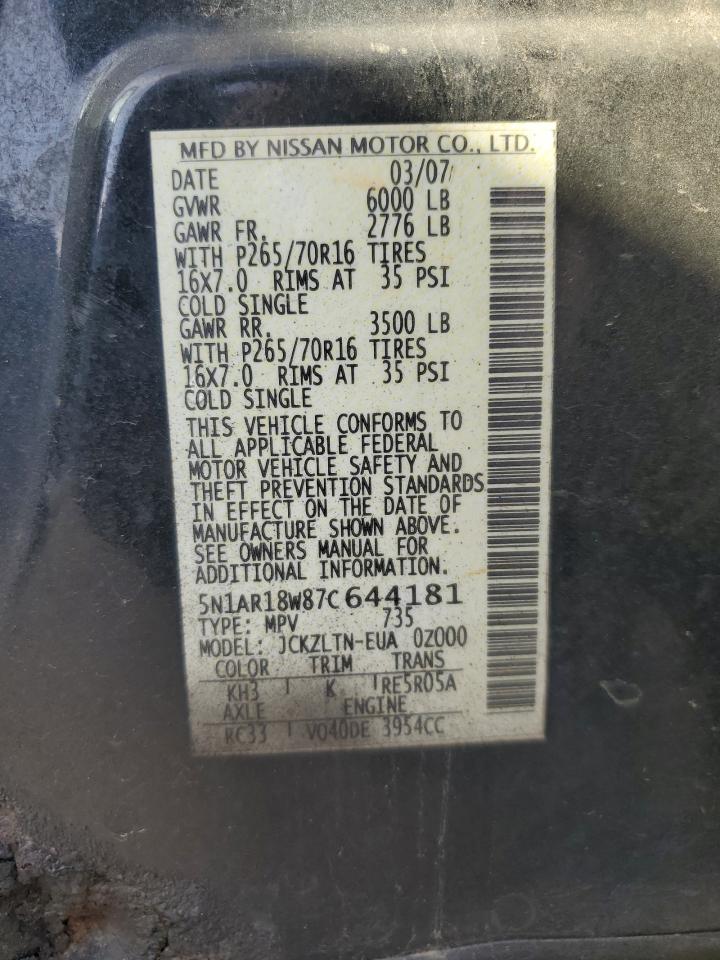 MFD BY NISSAN MOTOR CO., LTD.
DATE 03/07
GVWR 6000 LB
GAWR FR. 2776 LB
WITH P265/70R16 TIRES
16X7.0 RIMS AT 35 PSI
COLD SINGLE
GAWR RR. 3500 LB
WITH P265/70R16 TIRES
16X7.0 RIMS AT 35 PSI
COLD SINGLE
THIS VEHICLE CONFORMS TO
ALL APPLICABLE FEDERAL
MOTOR VEHICLE SAFETY AND
THEFT PREVENTION STANDARDS
IN EFFECT ON THE DATE OF
MANUFACTURE SHOWN ABOVE.
SEE OWNERS MANUAL FOR
ADDITIONAL INFORMATION.
5N1AR18W87C644181
TYPE: MPV 735
MODEL: JCKZLTN-EUA 0Z000
COLOR TRIM TRANS
KH3 K RE5R05A
AXLE ENGINE
RC33 VQ40DE 3954CC